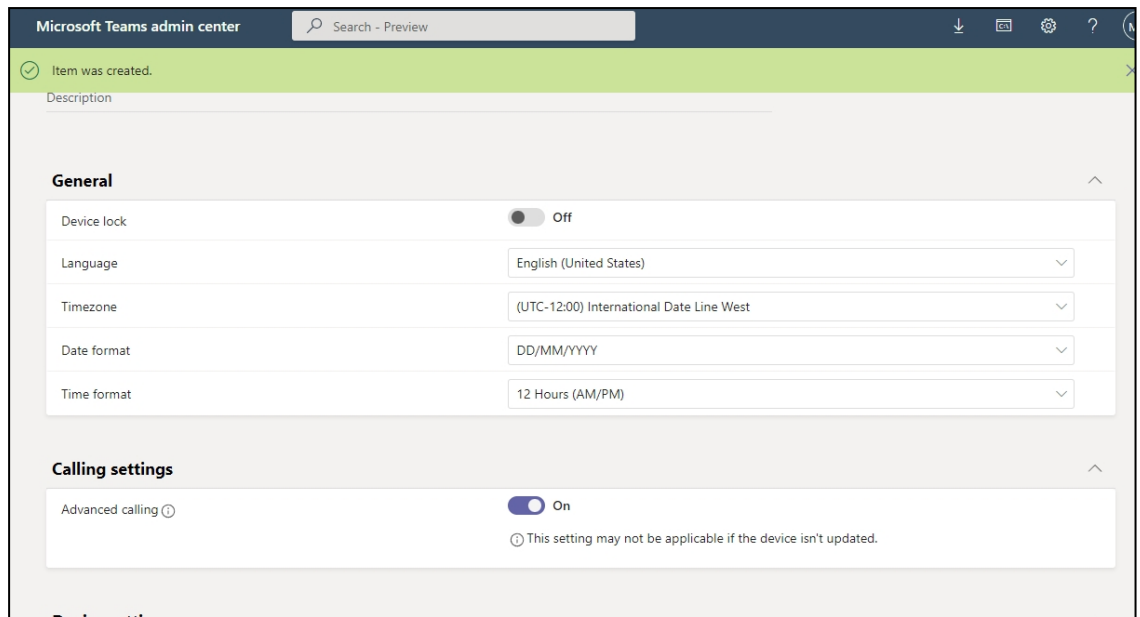 Microsoft Teams admin center
Search - Preview
Item was created.
Description
General
Device lock
Off
Language
English (United States)
Timezone
(UTC-12:00) International Date Line West
Date format
DD/MM/YYYY
Time format
12 Hours (AM/PM)
Calling settings
Advanced calling
On
This setting may not be applicable if the device isn't updated.